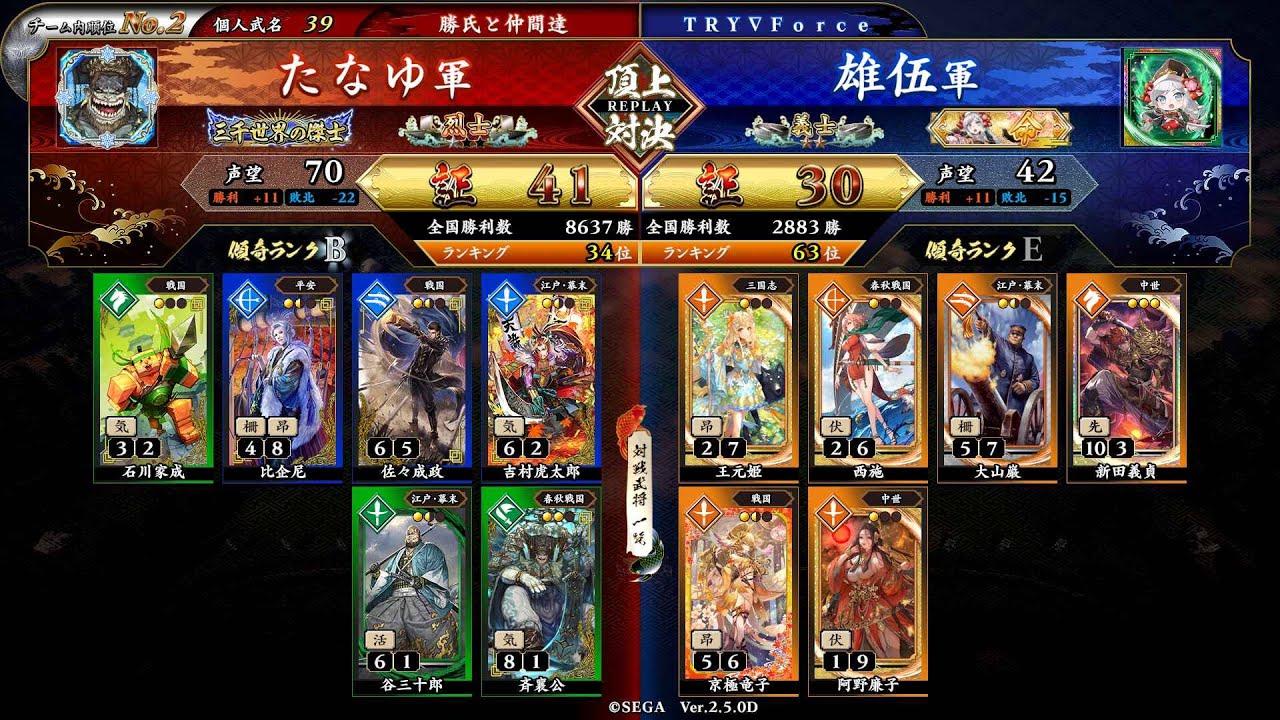 チーム内順位 No.2 個人武名 39 勝氏と仲間達 TRY∇Force
たなゆ軍 頂上 REPLAY 対決 雄伍軍
三千世界の傑士 烈士 義士 命
声望 70 証 41 証 30 声望 42
勝利 +11 敗北 -22 勝利 +11 敗北 -15
全国勝利数 8637勝 全国勝利数 2883勝
傾奇ランク B ランキング 34位 ランキング 63位 傾奇ランク E
戦国 平安 戦国 江戸・幕末 三国志 春秋戦国 江戸・幕末 中世
大筒
気 柵 昴 気 昴 伏 柵 先
3 2 4 8 6 5 6 2 2 7 2 6 5 7 10 3
石川家成 比企尼 佐々成政 吉村虎太郎 王元姫 西施 大山巌 新田義貞
対戦武将一覧
江戸・幕末 春秋戦国 戦国 中世
活 気 昴 伏
6 1 8 1 5 6 1 9
谷三十郎 斉襄公 京極竜子 阿野廉子
©SEGA Ver.2.5.0D